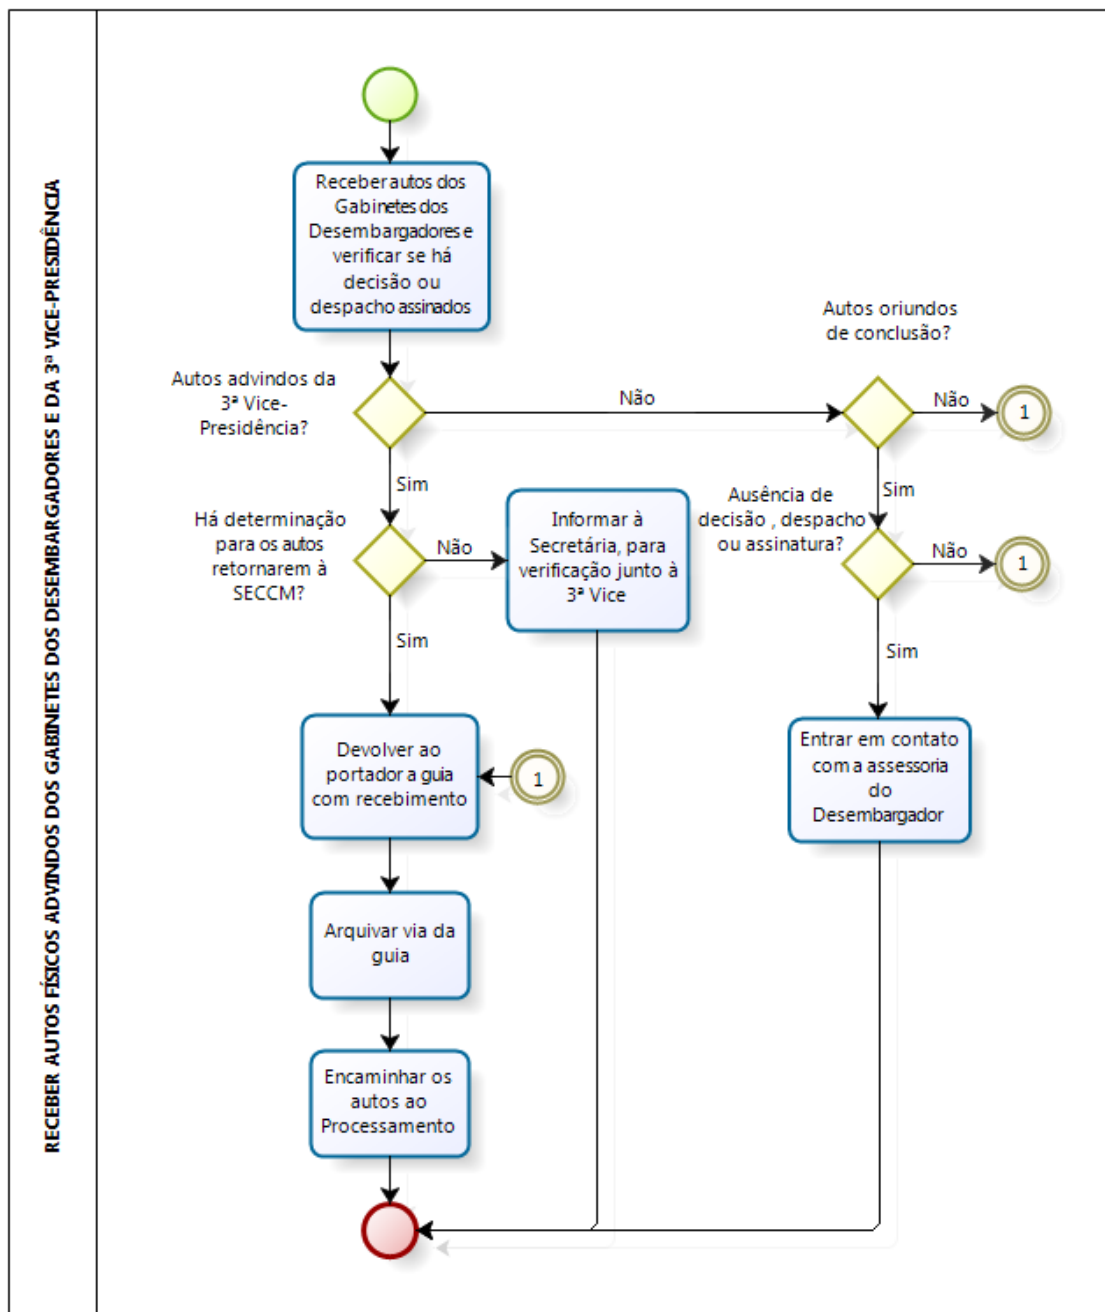 RECEBER AUTOS FÍSICOS ADVINDOS DOS GABINETES DOS DESEMBARGADORES E DA 3ª VICE-PRESIDÊNCIA
Receber autos dos
Gabinetes dos
Desembargadores e
verificar se há
decisão ou
despacho assinados
Autos oriundos
de conclusão?
Autos advindos da
3ª Vice-
Presidência?
Não
Não
1
Sim
Sim
Há determinação
para os autos
retornarem à
SECCM?
Não
Informar à
Secretária, para
verificação junto à
3ª Vice
Ausência de
decisão , despacho
ou assinatura?
Não
1
Sim
Sim
Devolver ao
portador a guia
com recebimento
1
Entrar em contato
com a assessoria
do
Desembargador
Arquivar via da
guia
Encaminhar os
autos ao
Processamento